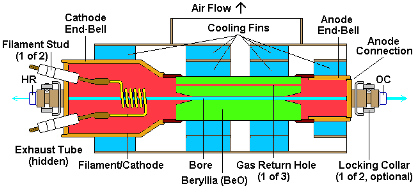 Air Flow ↑
Cathode
End-Bell
Cooling Fins
Anode
End-Bell
Anode
Connection
Filament Stud
(1 of 2)
HR
OC
Exhaust Tube
(hidden)
Filament/Cathode
Bore
Beryllia (BeO)
Gas Return Hole
(1 of 3)
Locking Collar
(1 of 2, optional)